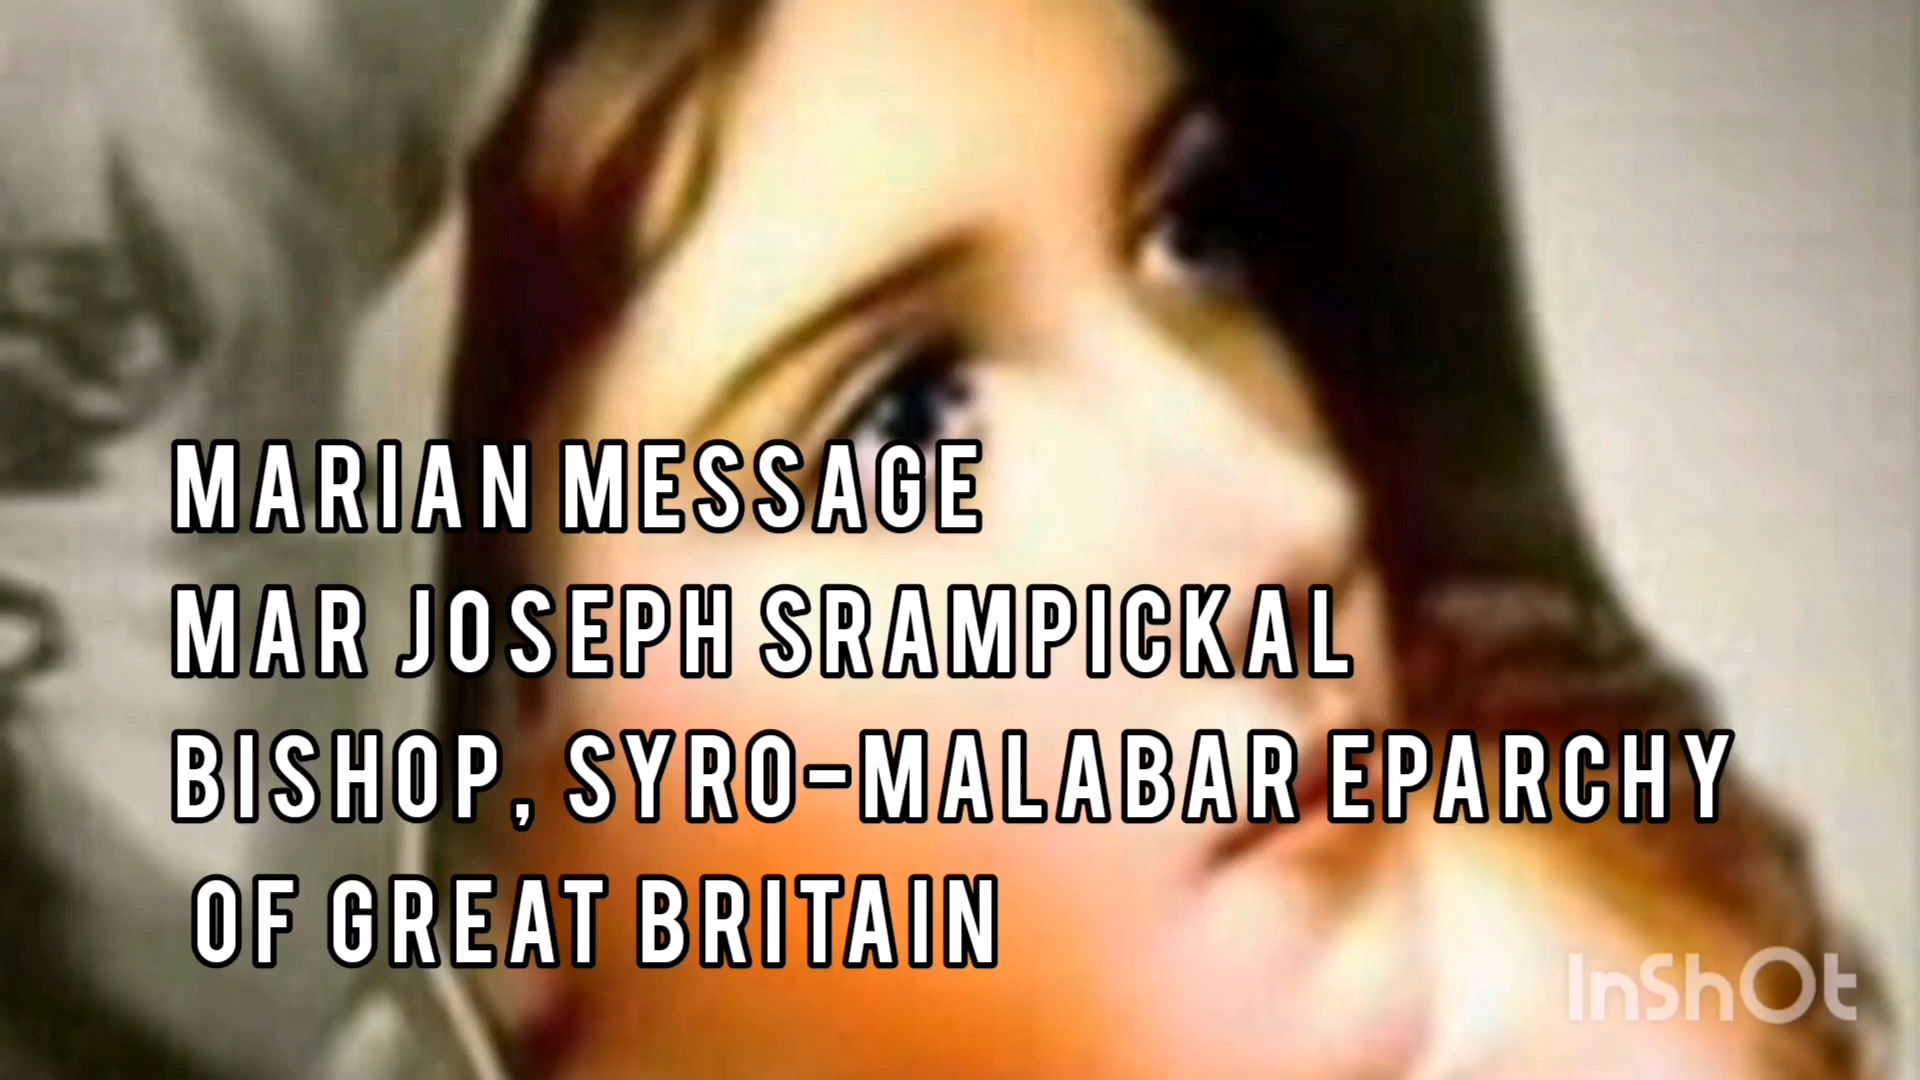 MARIAN MESSAGE
MAR JOSEPH SRAMPICKAL
BISHOP, SYRO-MALABAR EPARCHY
OF GREAT BRITAIN
InShOt